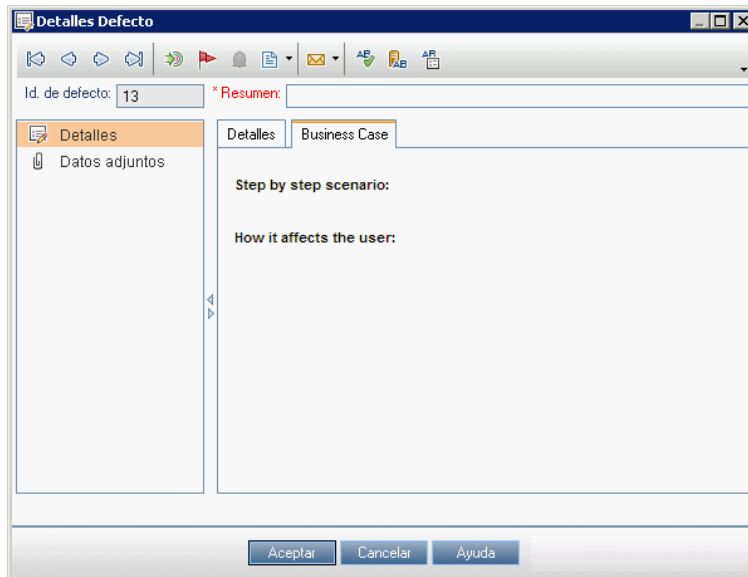 Detalles Defecto
Id. de defecto: 13 * Resumen:
Detalles
Datos adjuntos
Detalles Business Case
Step by step scenario:
How it affects the user:
Aceptar Cancelar Ayuda